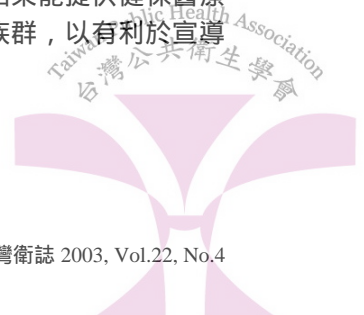 結果能提供健保醫療
族群，以有利於宣導
Taiwan Public Health Association
台灣公共衛生學會
灣衛誌 2003, Vol.22, No.4